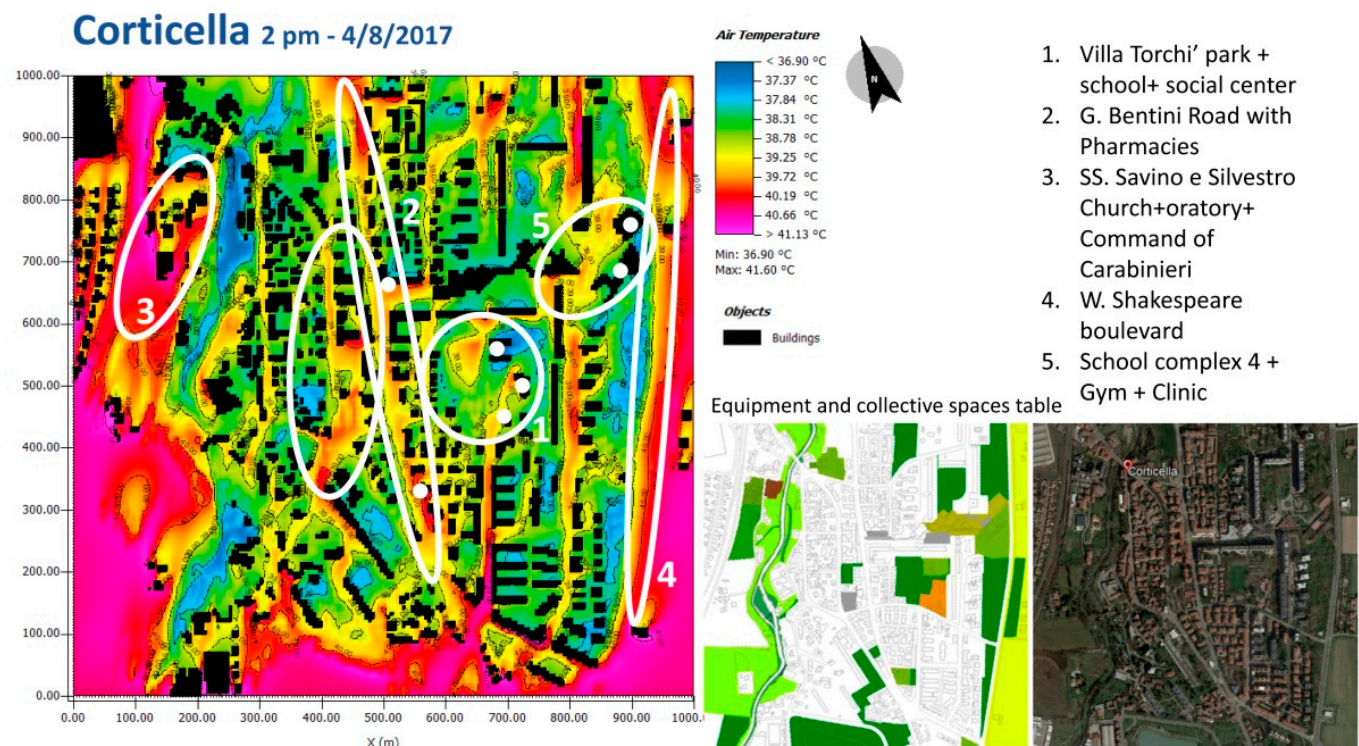 Corticella 2 pm - 4/8/2017
1000.00
900.00
800.00
700.00
600.00
500.00
400.00
300.00
200.00
100.00
0.00
0.00 100.00 200.00 300.00 400.00 500.00 600.00 700.00 800.00 900.00 1000.0
X (m)
2
5
3
1
4
Air Temperature
< 36.90 °C
37.37 °C
37.84 °C
38.31 °C
38.78 °C
39.25 °C
39.72 °C
40.19 °C
40.66 °C
> 41.13 °C
Min: 36.90 °C
Max: 41.60 °C
Objects
Buildings
N
1. Villa Torchi' park +
school+ social center
2. G. Bentini Road with
Pharmacies
3. SS. Savino e Silvestro
Church+oratory+
Command of
Carabinieri
4. W. Shakespeare
boulevard
5. School complex 4 +
Gym + Clinic
Equipment and collective spaces table
Corticella